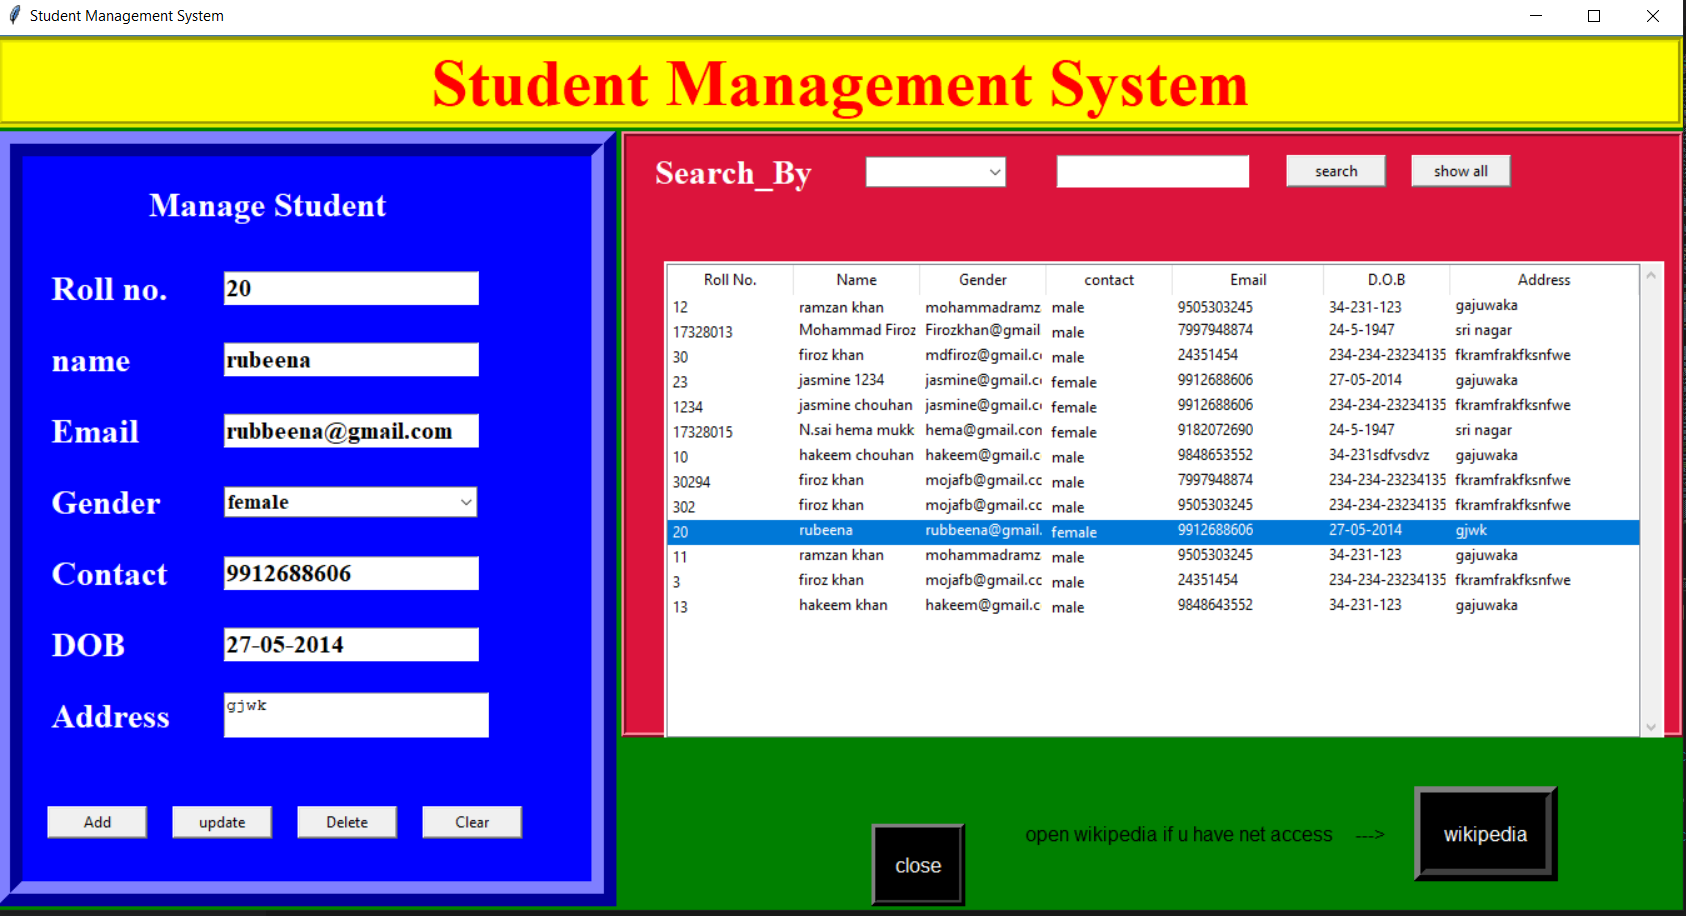 Student Management System
Student Management System
Manage Student
Roll no. 20
name rubeena
Email rubbeena@gmail.com
Gender female
Contact 9912688606
DOB 27-05-2014
Address gjwk
Add update Delete Clear
Search_By search show all
Roll No. Name Gender contact Email D.O.B Address
12 ramzan khan mohammadramz male 9505303245 34-231-123 gajuwaka
17328013 Mohammad Firoz Firozkhan@gmail male 7997948874 24-5-1947 sri nagar
30 firoz khan mdfiroz@gmail.c male 24351454 234-234-23234135 fkramfrakfksnfwe
23 jasmine 1234 jasmine@gmail.c female 9912688606 27-05-2014 gajuwaka
1234 jasmine chouhan jasmine@gmail.c female 9912688606 234-234-23234135 fkramfrakfksnfwe
17328015 N.sai hema mukk hema@gmail.con female 9182072690 24-5-1947 sri nagar
10 hakeem chouhan hakeem@gmail.c male 9848653552 34-231sdfvsdvz gajuwaka
30294 firoz khan mojafb@gmail.cc male 7997948874 234-234-23234135 fkramfrakfksnfwe
302 firoz khan mojafb@gmail.cc male 9505303245 234-234-23234135 fkramfrakfksnfwe
20 rubeena rubbeena@gmail. female 9912688606 27-05-2014 gjwk
11 ramzan khan mohammadramz male 9505303245 34-231-123 gajuwaka
3 firoz khan mojafb@gmail.cc male 24351454 234-234-23234135 fkramfrakfksnfwe
13 hakeem khan hakeem@gmail.c male 9848643552 34-231-123 gajuwaka
open wikipedia if u have net access ---> wikipedia
close